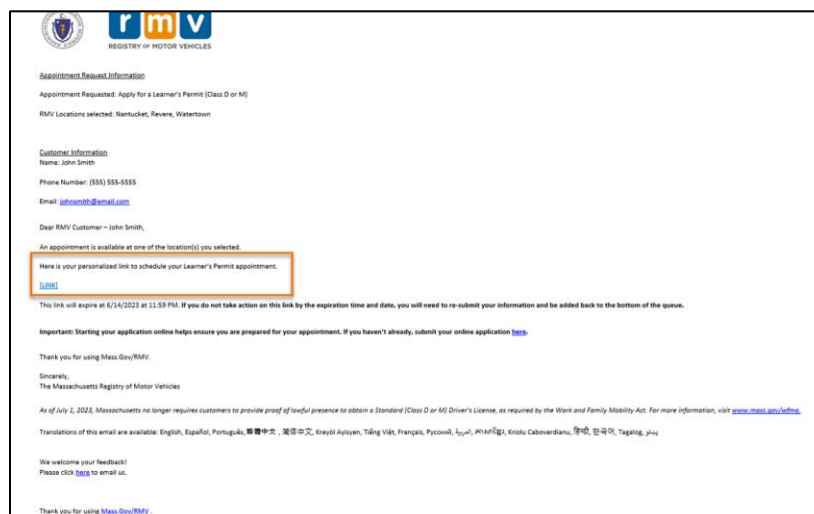 rmv
REGISTRY OF MOTOR VEHICLES
Appointment Request Information
Appointment Requested: Apply for a Learner's Permit (Class D or M)
RMV Locations selected: Nantucket, Revere, Watertown
Customer Information
Name: John Smith
Phone Number: (555) 555-5555
Email: johnsmith@email.com
Dear RMV Customer – John Smith,
An appointment is available at one of the location(s) you selected.
Here is your personalized link to schedule your Learner's Permit appointment.
[LINK]
This link will expire at 6/14/2023 at 11:59 PM. If you do not take action on this link by the expiration time and date, you will need to re-submit your information and be added back to the bottom of the queue.
Important: Starting your application online helps ensure you are prepared for your appointment. If you haven't already, submit your online application here.
Thank you for using Mass.Gov/RMV.
Sincerely,
The Massachusetts Registry of Motor Vehicles
As of July 1, 2023, Massachusetts no longer requires customers to provide proof of lawful presence to obtain a Standard (Class D or M) Driver's License, as required by the Work and Family Mobility Act. For more information, visit www.mass.gov/wfma.
Translations of this email are available: English, Español, Português, 繁體中文 , 简体中文, Kreyòl Ayisyen, Tiếng Việt, Français, Русский, العربية, Kriolu Caboverdianu, हिन्दी, 한국어, Tagalog, پښتو
We welcome your feedback!
Please click here to email us.
Thank you for using Mass.Gov/RMV .